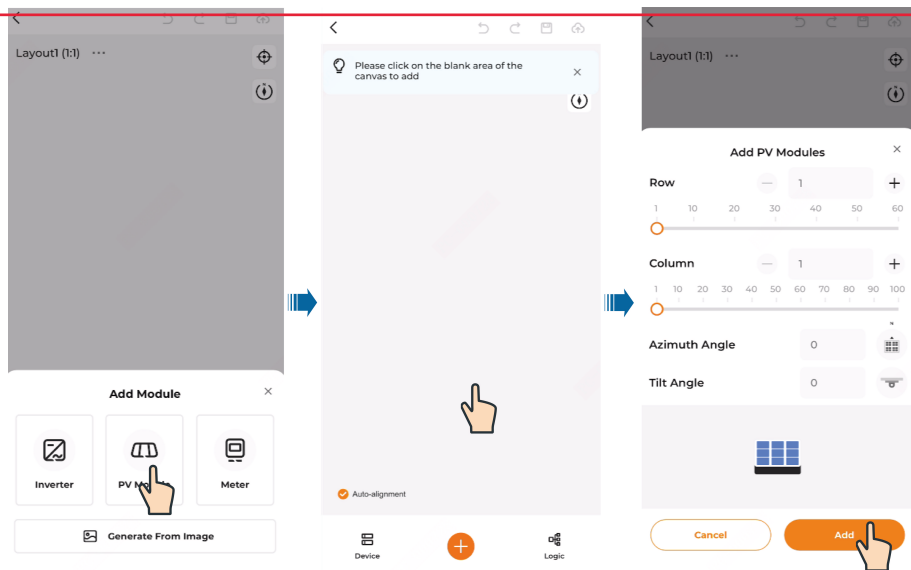 Layout1 (1:1) ···
Add Module
Inverter
PV Module
Meter
Generate From Image
Please click on the blank area of the
canvas to add
Auto-alignment
Device
Logic
Layout1 (1:1) ···
Add PV Modules
Row
1
1 10 20 30 40 50 60
Column
1
1 10 20 30 40 50 60 70 80 90 100
Azimuth Angle
0
N
Tilt Angle
0
Cancel
Add